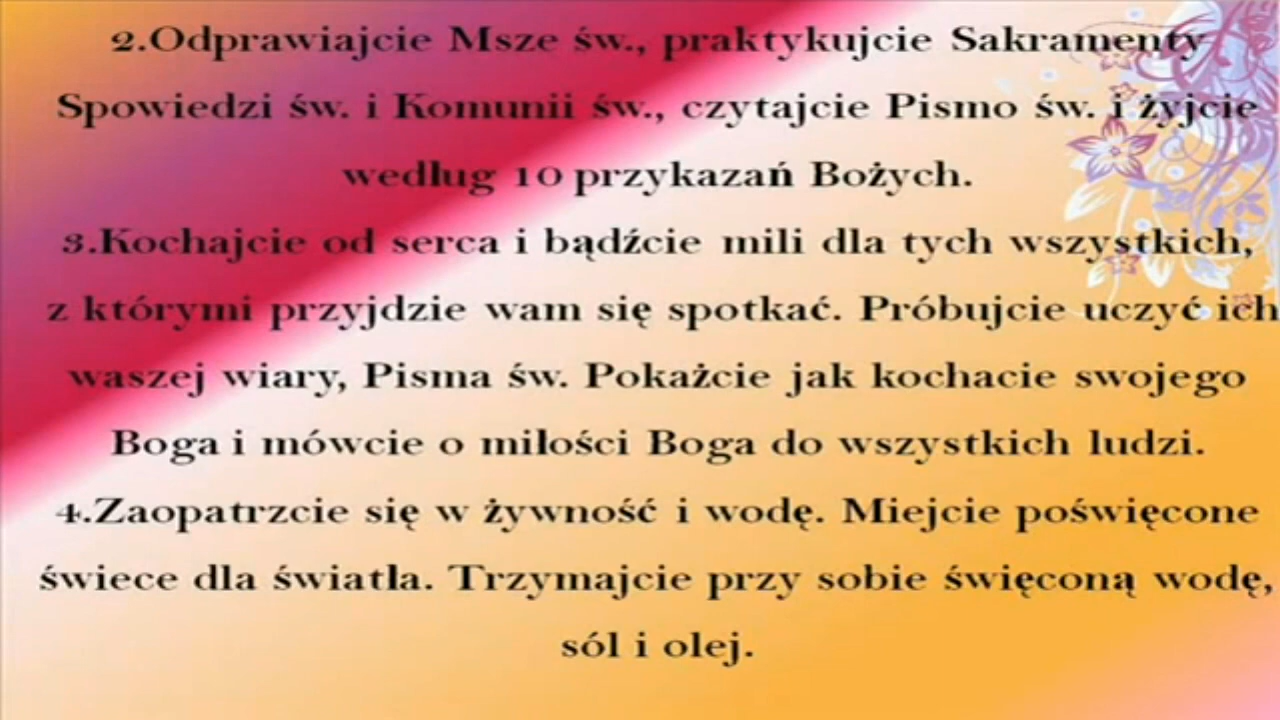 2.Odprawiajcie Msze św., praktykujcie Sakramenty
Spowiedzi św. i Komunii św., czytajcie Pismo św. i żyjcie
według 10 przykazań Bożych.
3.Kochajcie od serca i bądźcie mili dla tych wszystkich,
z którymi przyjdzie wam się spotkać. Próbujcie uczyć ich
waszej wiary, Pisma św. Pokażcie jak kochacie swojego
Boga i mówcie o miłości Boga do wszystkich ludzi.
4.Zaopatrzcie się w żywność i wodę. Miejcie poświęcone
świece dla światła. Trzymajcie przy sobie święconą wodę,
sól i olej.